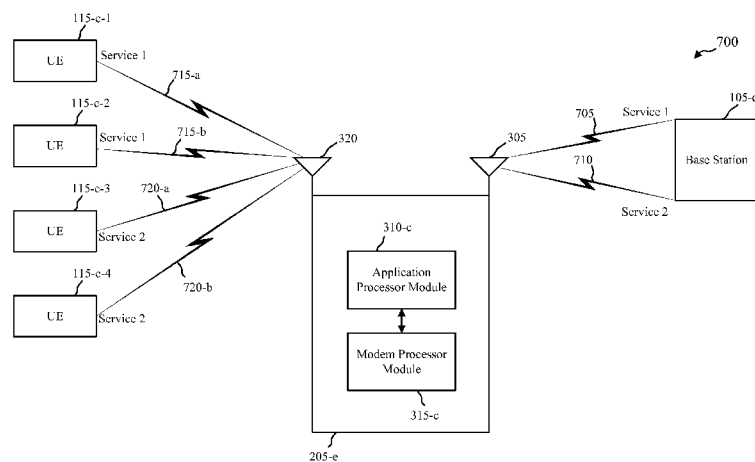 115-c-1
UE
Service 1
715-a
115-c-2
UE
Service 1
715-b
115-c-3
UE
Service 2
720-a
115-c-4
UE
Service 2
720-b
320
305
700
105-c
Service 1
705
Base Station
710
Service 2
310-c
Application
Processor Module
Modem Processor
Module
315-c
205-e